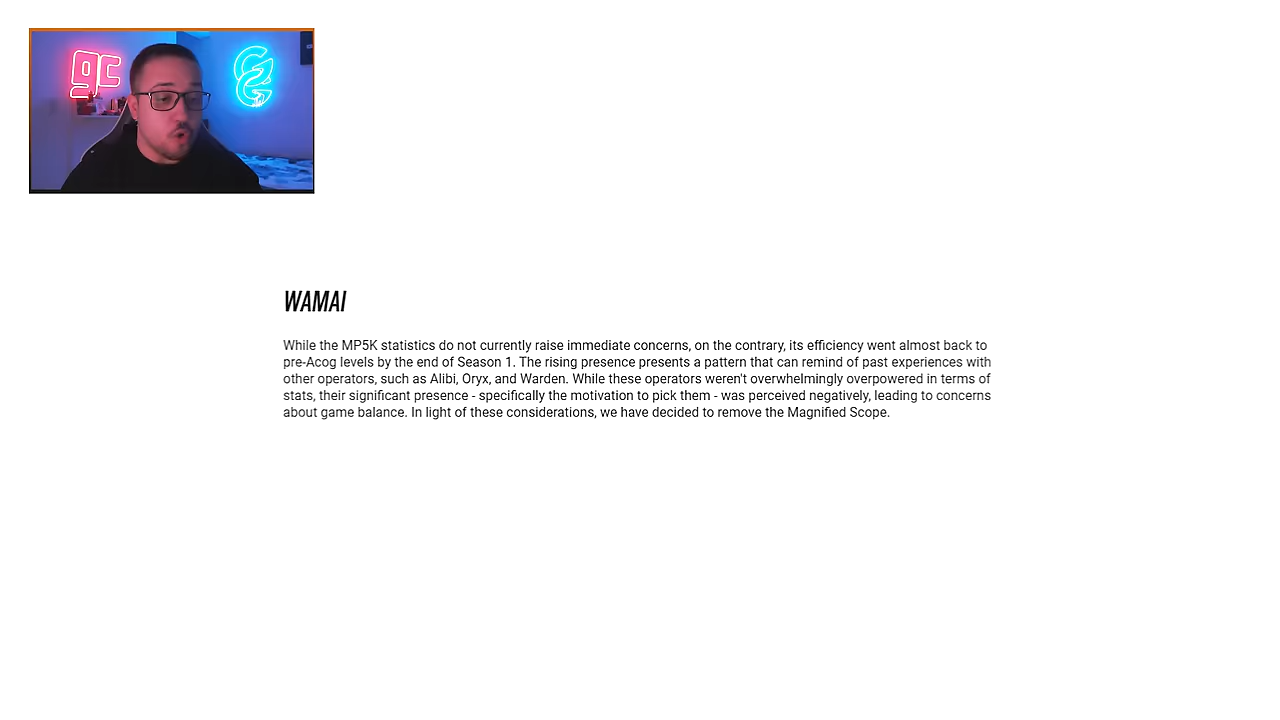 gc
WAMAI
While the MP5K statistics do not currently raise immediate concerns, on the contrary, its efficiency went almost back to
pre-Acog levels by the end of Season 1. The rising presence presents a pattern that can remind of past experiences with
other operators, such as Alibi, Oryx, and Warden. While these operators weren't overwhelmingly overpowered in terms of
stats, their significant presence - specifically the motivation to pick them - was perceived negatively, leading to concerns
about game balance. In light of these considerations, we have decided to remove the Magnified Scope.